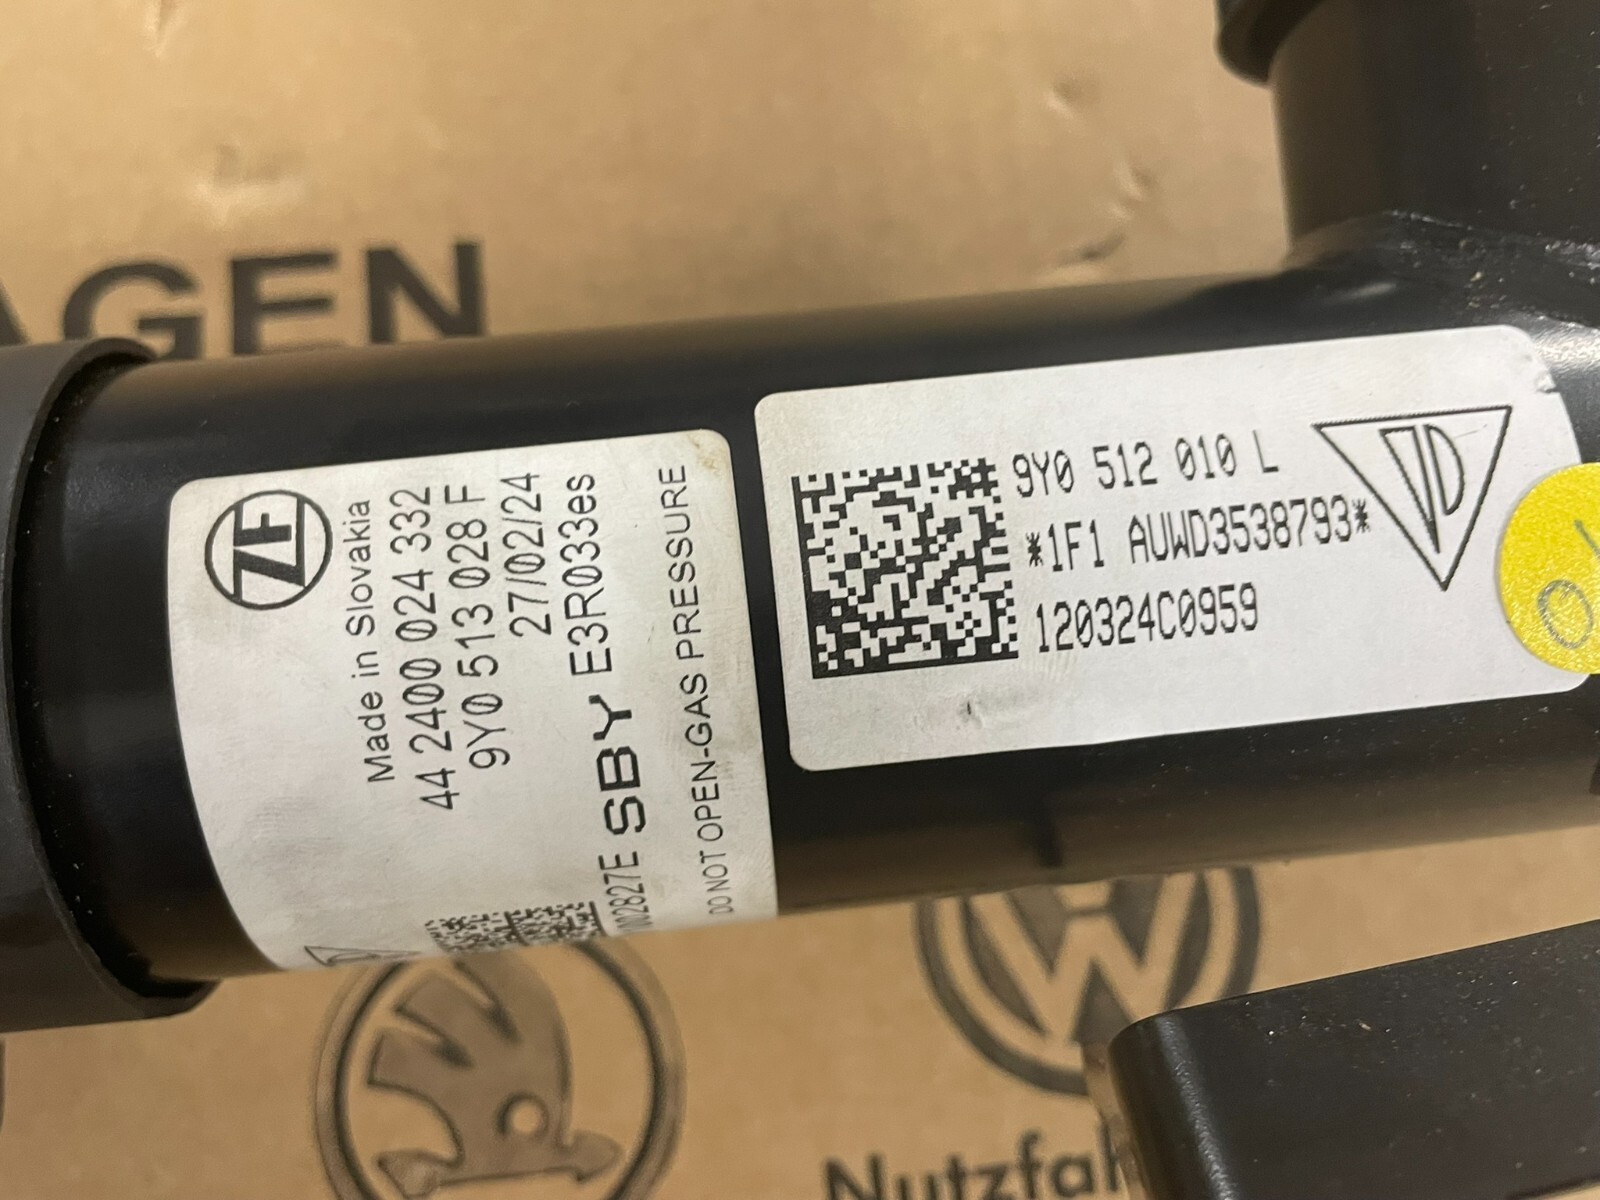 AGEN
ZF
Made in Slovakia
44 2400 024 332
9Y0 513 028 F
27/02/24
002827E SBY E3R033es
DO NOT OPEN-GAS PRESSURE
9Y0 512 010 L
*1F1 AUWD3538793*
120324C0959
Nutzfah